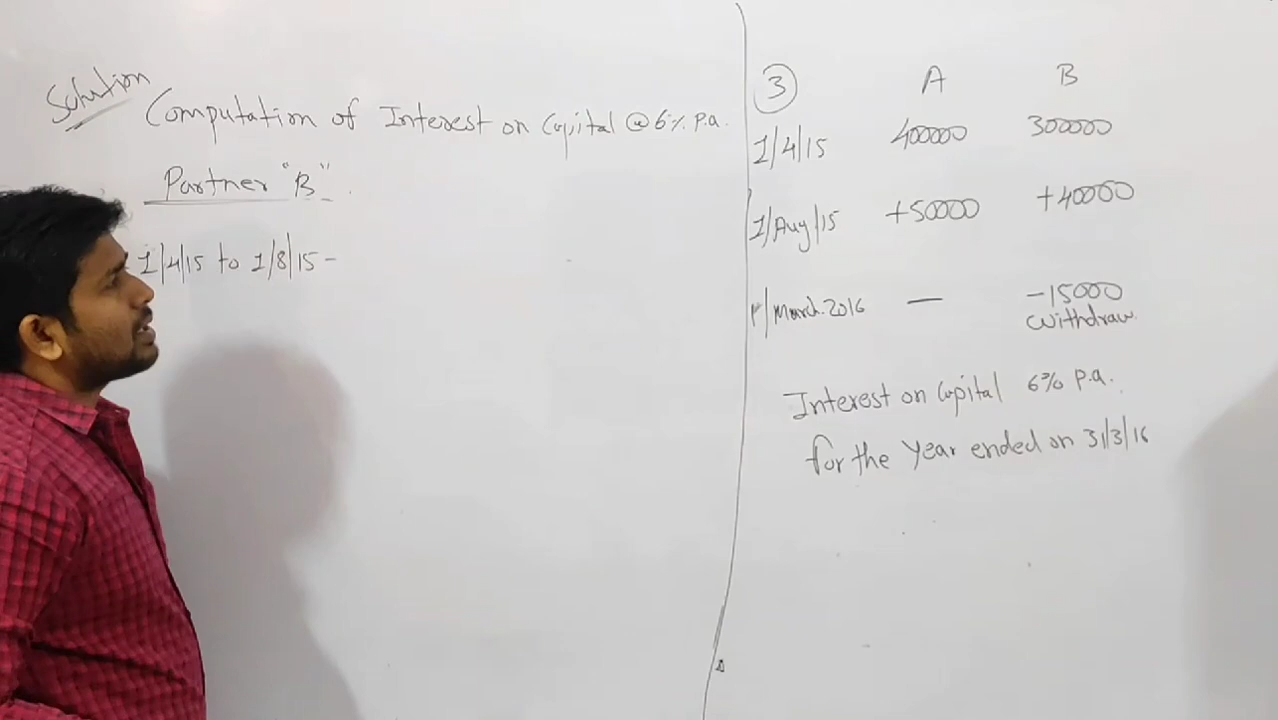 Solution
Computation of Interest on Capital @ 6% p.a.
Partner "B"
1/4/15 to 1/8/15 -
3 A B
1/4/15 400000 300000
1/Aug/15 +50000 +40000
1/March.2016 — -15000
Withdraw.
Interest on Capital 6% p.a.
for the Year ended on 31/3/16